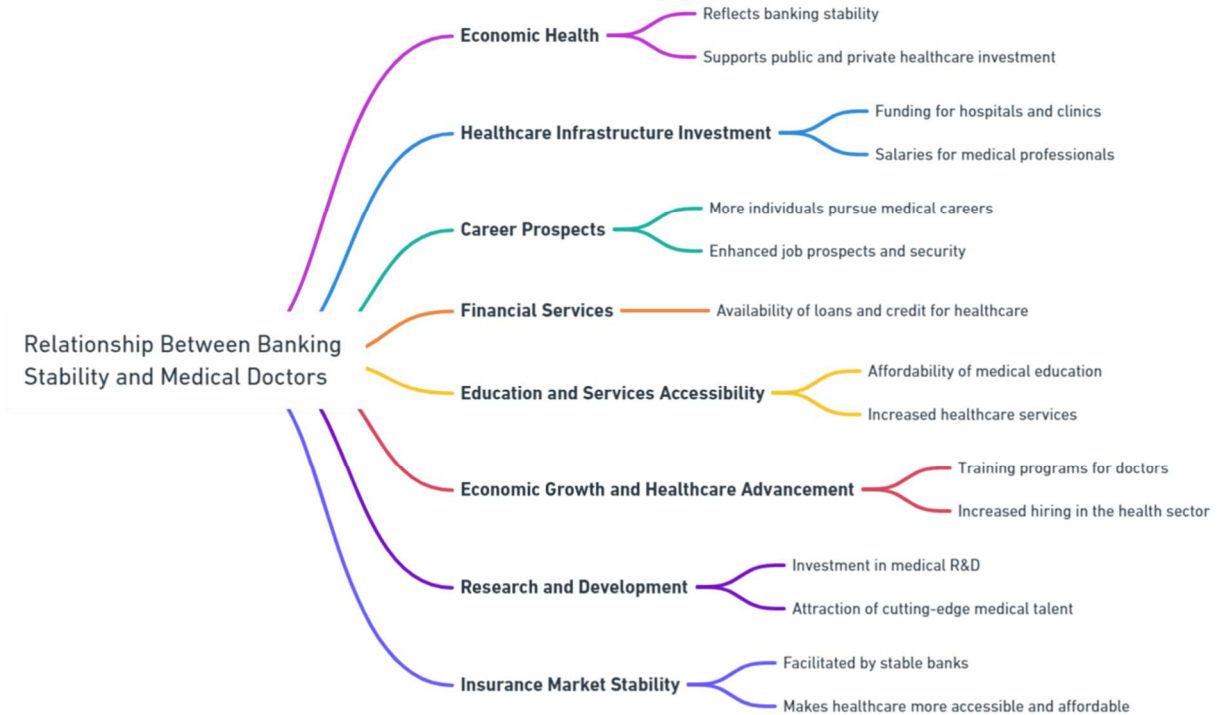 Relationship Between Banking
Stability and Medical Doctors
Economic Health
Reflects banking stability
Supports public and private healthcare investment
Healthcare Infrastructure Investment
Funding for hospitals and clinics
Salaries for medical professionals
Career Prospects
More individuals pursue medical careers
Enhanced job prospects and security
Financial Services
Availability of loans and credit for healthcare
Education and Services Accessibility
Affordability of medical education
Increased healthcare services
Economic Growth and Healthcare Advancement
Training programs for doctors
Increased hiring in the health sector
Research and Development
Investment in medical R&D
Attraction of cutting-edge medical talent
Insurance Market Stability
Facilitated by stable banks
Makes healthcare more accessible and affordable